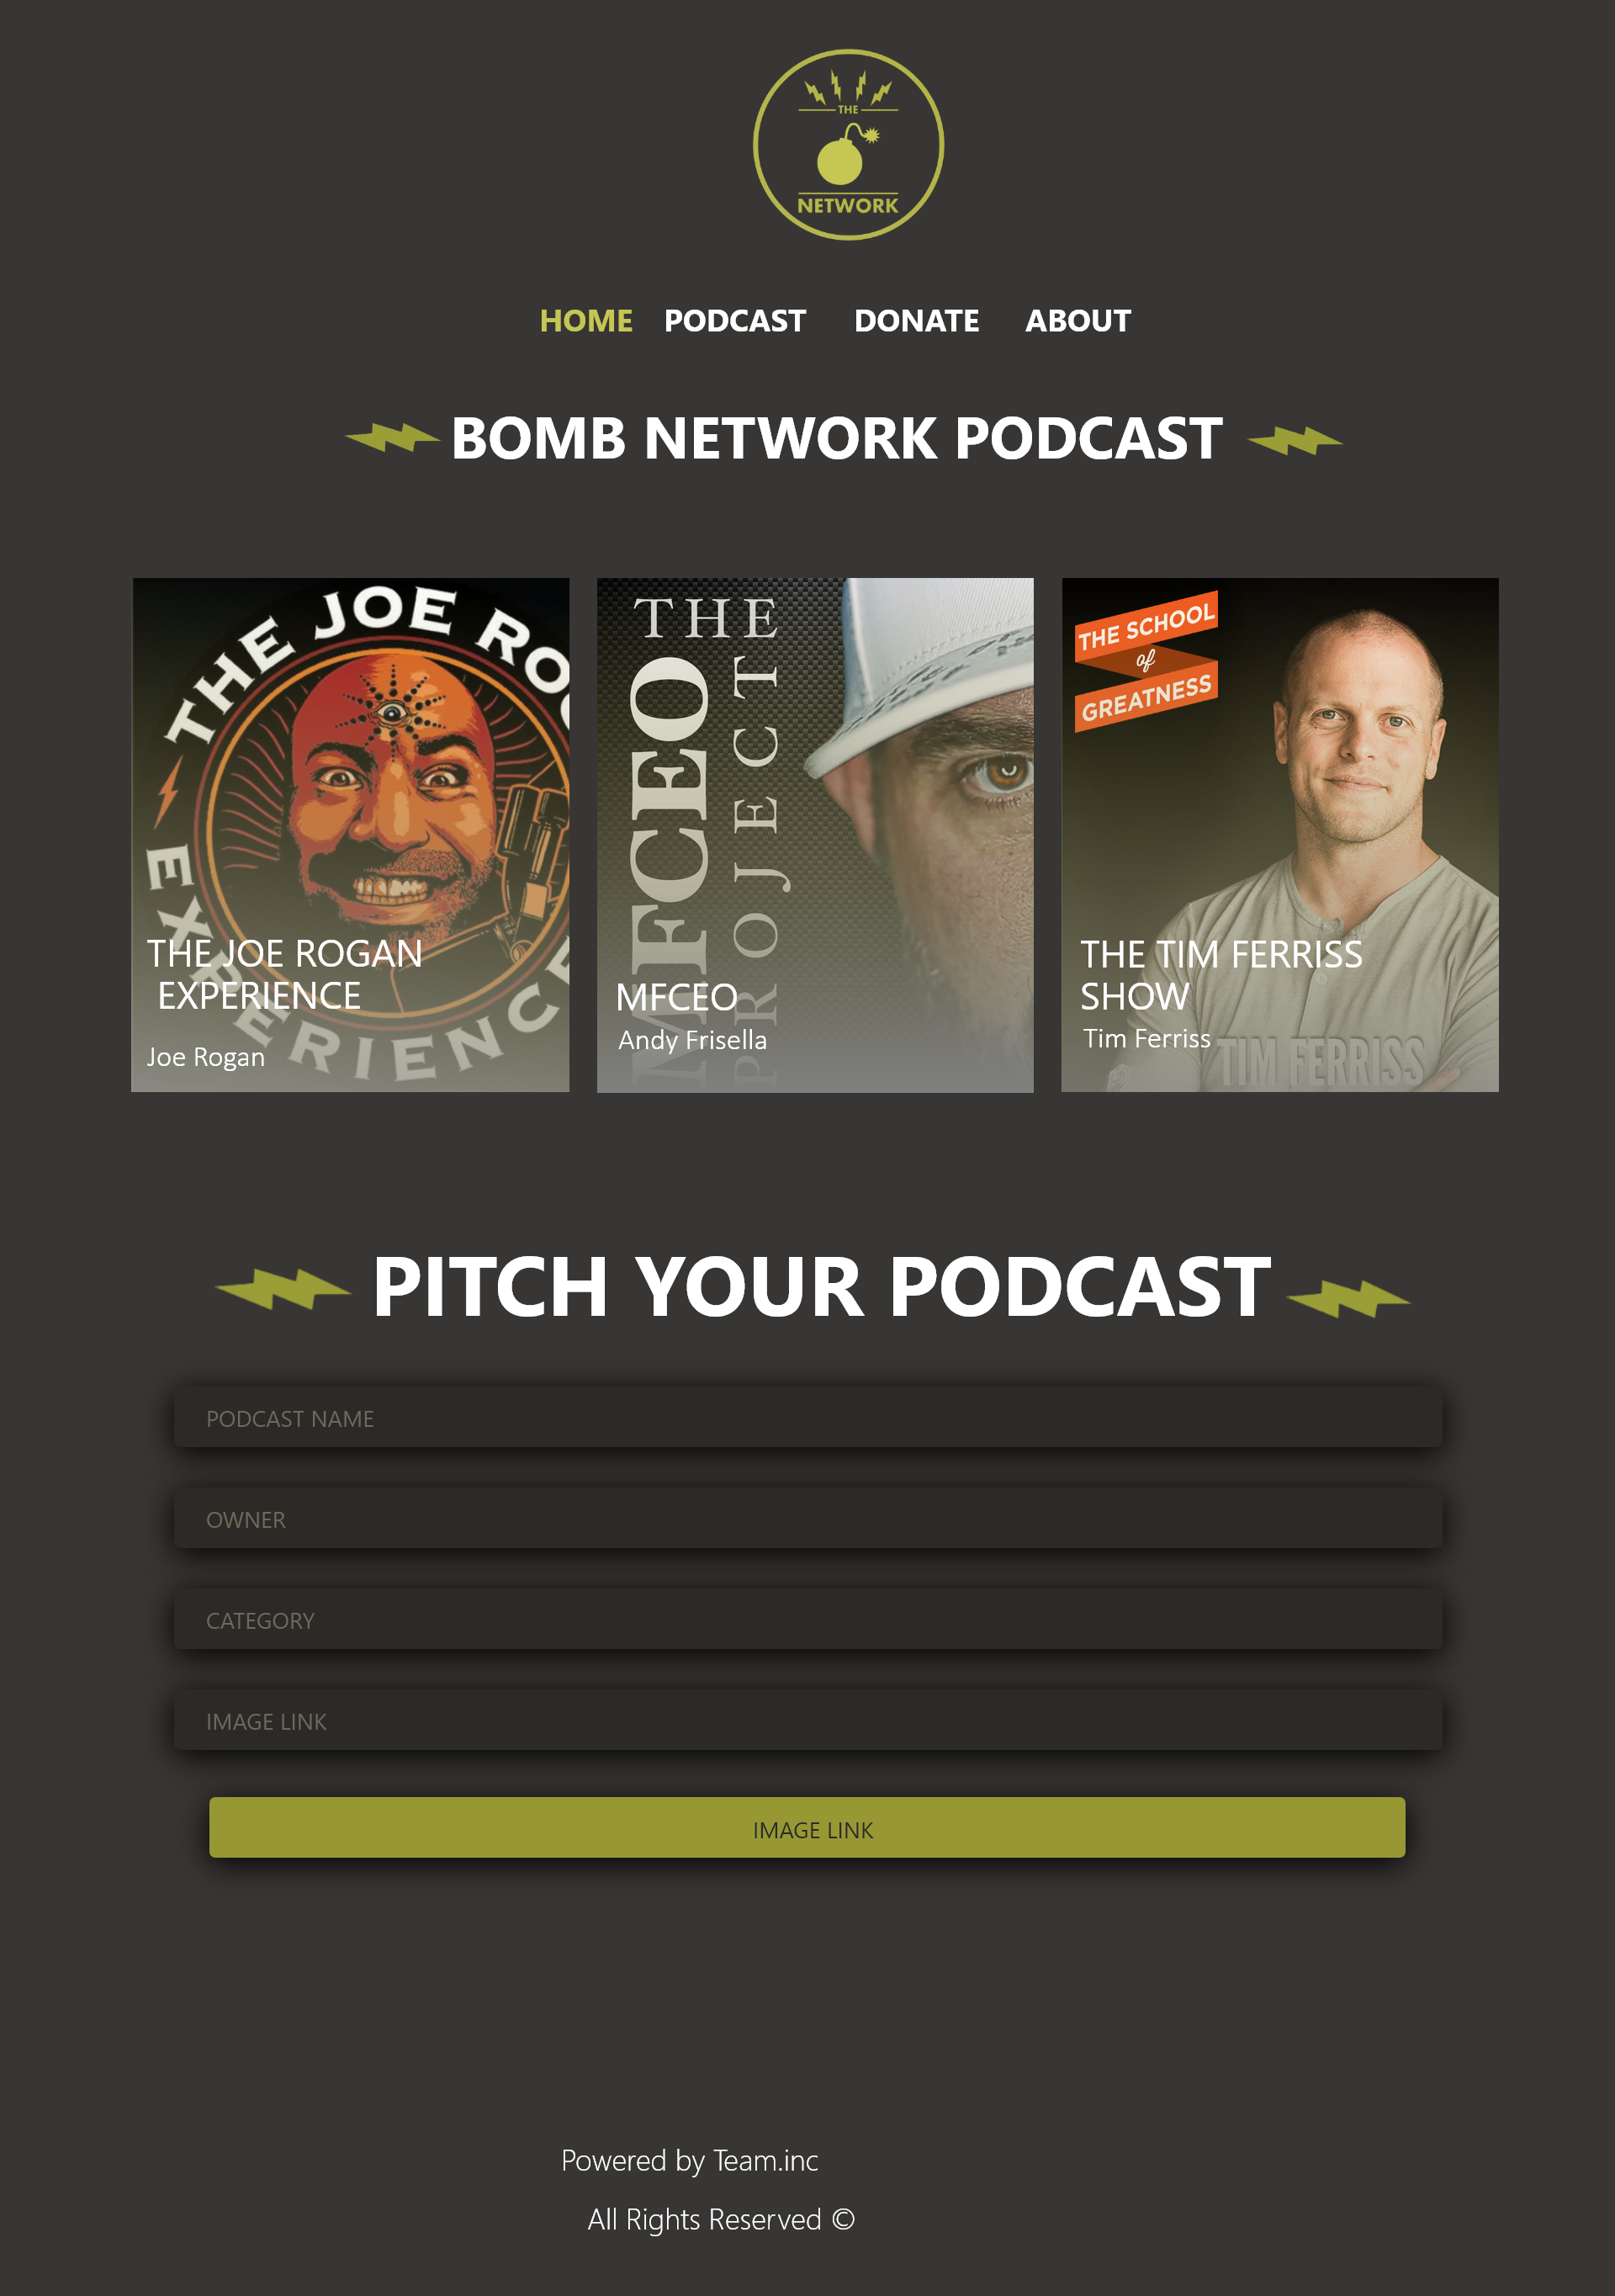 THE
NETWORK
HOME PODCAST DONATE ABOUT
BOMB NETWORK PODCAST
THE JOE ROG
EXPERIENCE
THE JOE ROGAN
EXPERIENCE
Joe Rogan
THE
MFCEO
PROJECT
MFCEO
Andy Frisella
THE SCHOOL
of
GREATNESS
THE TIM FERRISS
SHOW
Tim Ferriss
TIM FERRISS
PITCH YOUR PODCAST
PODCAST NAME
OWNER
CATEGORY
IMAGE LINK
IMAGE LINK
Powered by Team.inc
All Rights Reserved ©